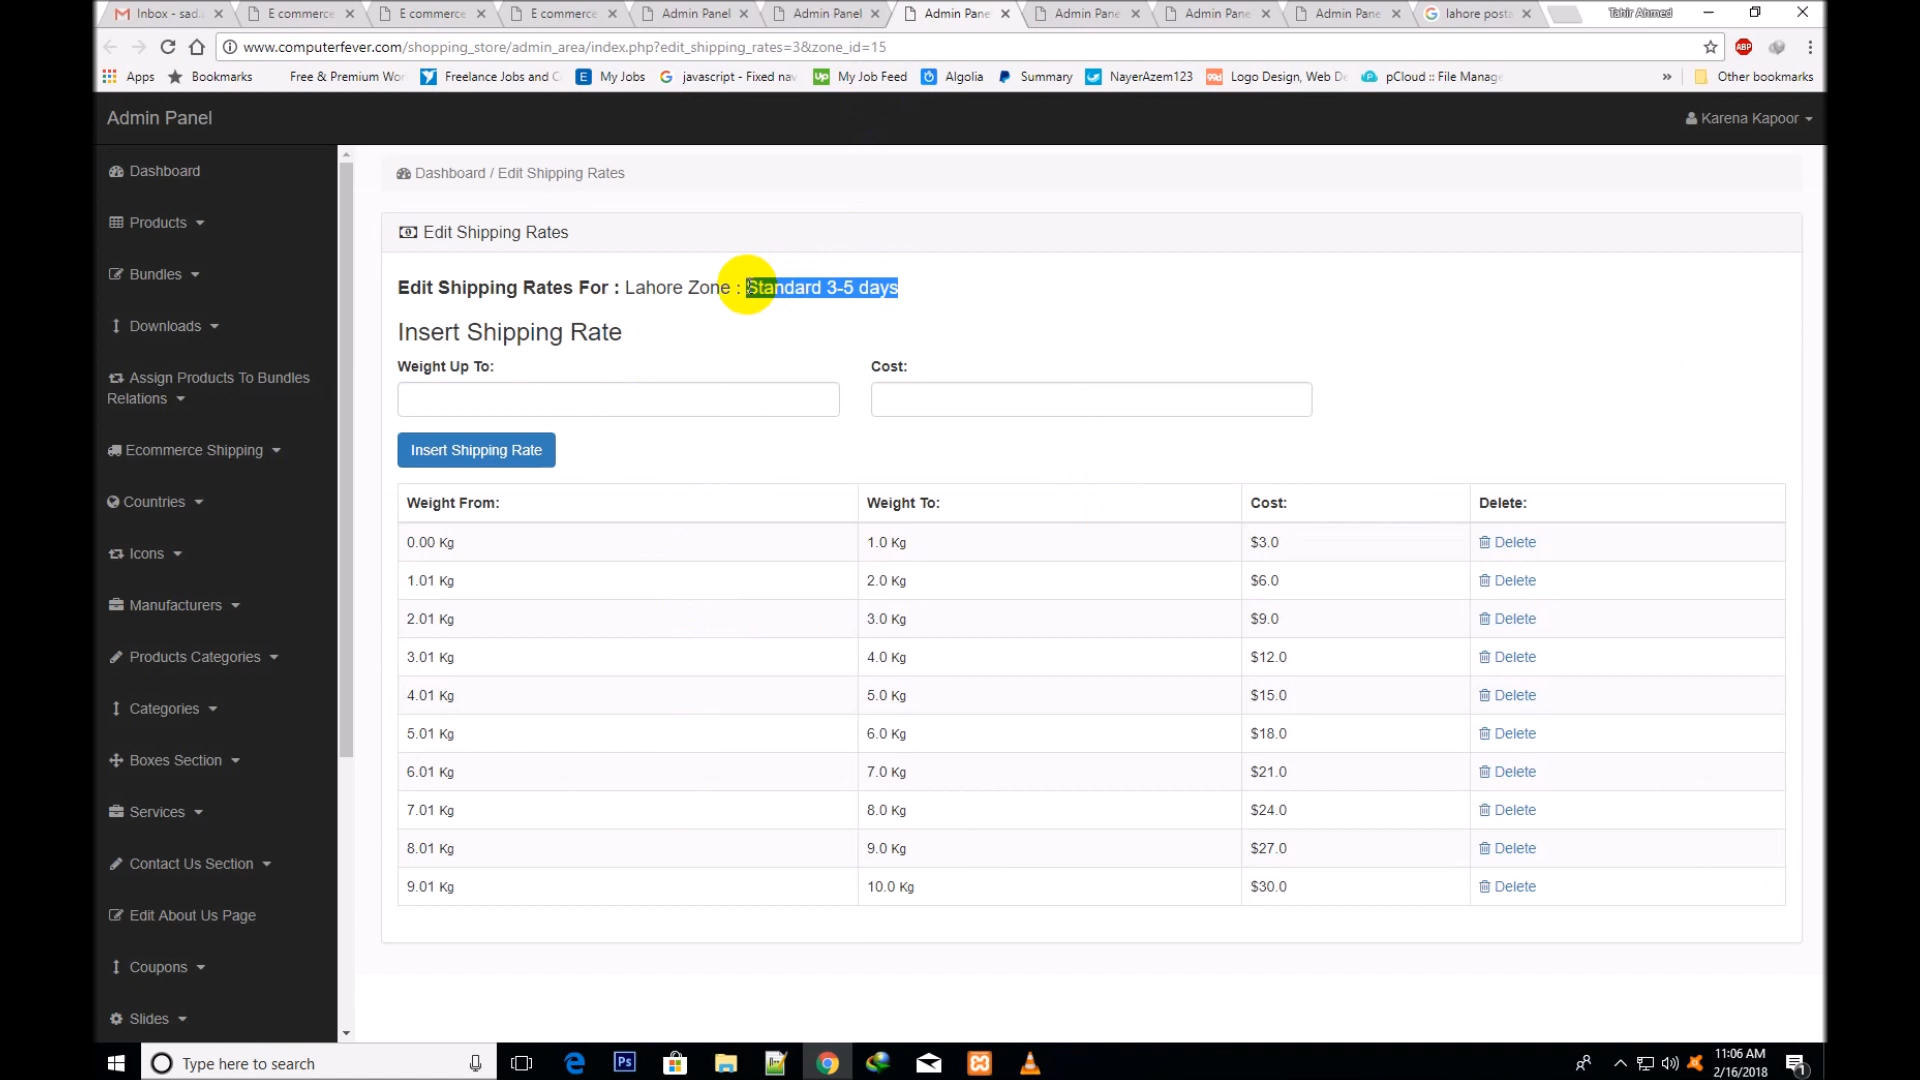 Inbox - sad
E commerce
E commerce
E commerce
Admin Panel
Admin Panel
Admin Pane
Admin Pane
Admin Pane
Admin Pane
lahore posta
Tahir Ahmed
www.computerfever.com/shopping_store/admin_area/index.php?edit_shipping_rates=3&zone_id=15
ABP
Apps
Bookmarks
Free & Premium Wor
Freelance Jobs and C
My Jobs
javascript - Fixed nav
My Job Feed
Algolia
Summary
NayerAzem123
Logo Design, Web De
pCloud :: File Manage
»
Other bookmarks
Admin Panel
Karena Kapoor
Dashboard
Products
Bundles
Downloads
Assign Products To Bundles
Relations
Ecommerce Shipping
Countries
Icons
Manufacturers
Products Categories
Categories
Boxes Section
Services
Contact Us Section
Edit About Us Page
Coupons
Slides
Dashboard / Edit Shipping Rates
Edit Shipping Rates
Edit Shipping Rates For : Lahore Zone : Standard 3-5 days
Insert Shipping Rate
Weight Up To: Cost:
Insert Shipping Rate
Weight From: Weight To: Cost: Delete:
0.00 Kg 1.0 Kg $3.0 Delete
1.01 Kg 2.0 Kg $6.0 Delete
2.01 Kg 3.0 Kg $9.0 Delete
3.01 Kg 4.0 Kg $12.0 Delete
4.01 Kg 5.0 Kg $15.0 Delete
5.01 Kg 6.0 Kg $18.0 Delete
6.01 Kg 7.0 Kg $21.0 Delete
7.01 Kg 8.0 Kg $24.0 Delete
8.01 Kg 9.0 Kg $27.0 Delete
9.01 Kg 10.0 Kg $30.0 Delete
Type here to search
Ps
11:06 AM
2/16/2018
1